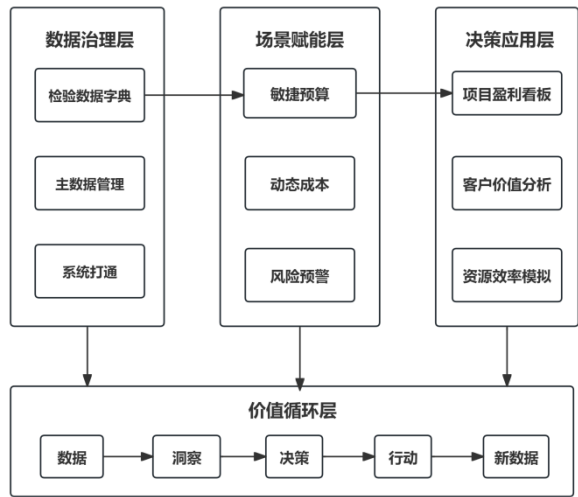 数据治理层
检验数据字典
主数据管理
系统打通
场景赋能层
敏捷预算
动态成本
风险预警
决策应用层
项目盈利看板
客户价值分析
资源效率模拟
价值循环层
数据
洞察
决策
行动
新数据